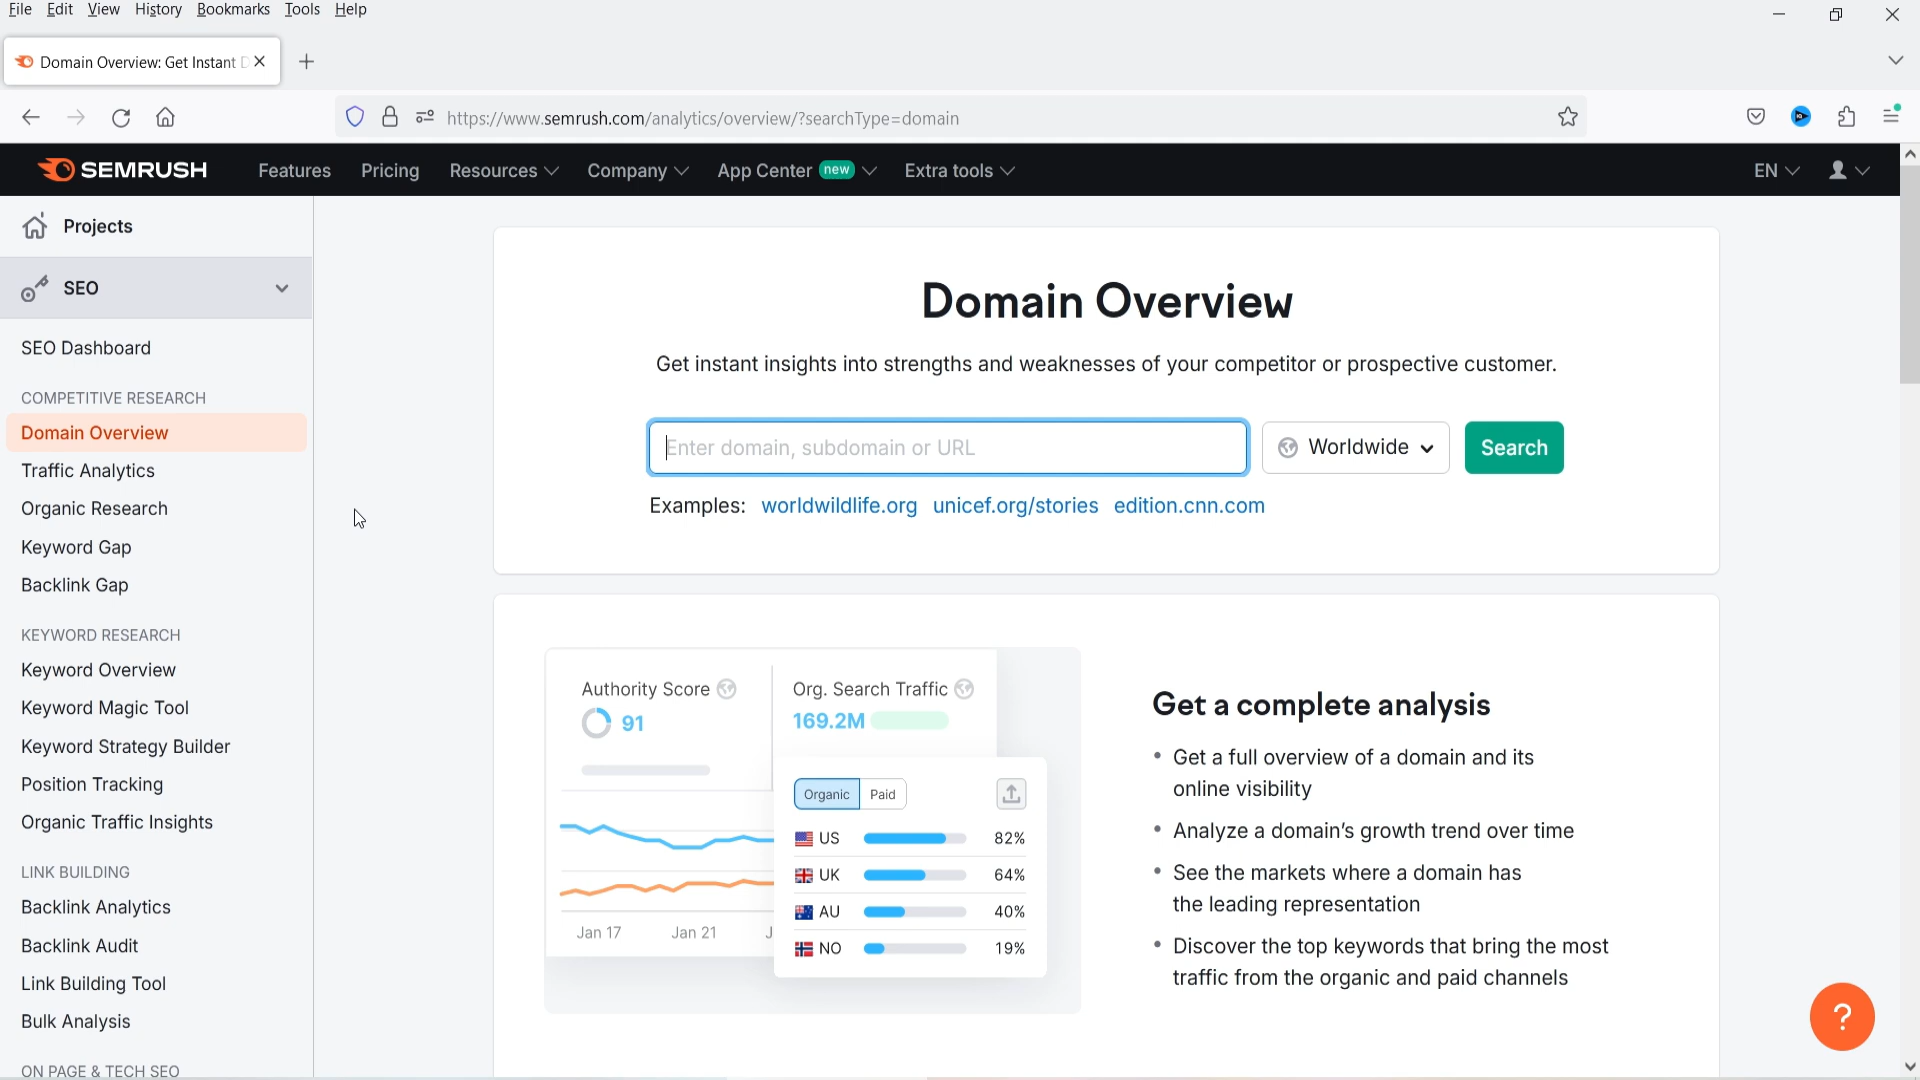 File Edit View History Bookmarks Tools Help
Domain Overview: Get Instant D
https://www.semrush.com/analytics/overview/?searchType=domain
SEMRUSH Features Pricing Resources Company App Center new Extra tools EN
Projects
SEO
SEO Dashboard
COMPETITIVE RESEARCH
Domain Overview
Traffic Analytics
Organic Research
Keyword Gap
Backlink Gap
KEYWORD RESEARCH
Keyword Overview
Keyword Magic Tool
Keyword Strategy Builder
Position Tracking
Organic Traffic Insights
LINK BUILDING
Backlink Analytics
Backlink Audit
Link Building Tool
Bulk Analysis
ON PAGE & TECH SEO
Domain Overview
Get instant insights into strengths and weaknesses of your competitor or prospective customer.
Enter domain, subdomain or URL Worldwide Search
Examples: worldwildlife.org unicef.org/stories edition.cnn.com
Authority Score Org. Search Traffic
91 169.2M
Organic Paid
US 82%
UK 64%
AU 40%
NO 19%
Jan 17 Jan 21 J
Get a complete analysis
• Get a full overview of a domain and its
online visibility
• Analyze a domain's growth trend over time
• See the markets where a domain has
the leading representation
• Discover the top keywords that bring the most
traffic from the organic and paid channels
?